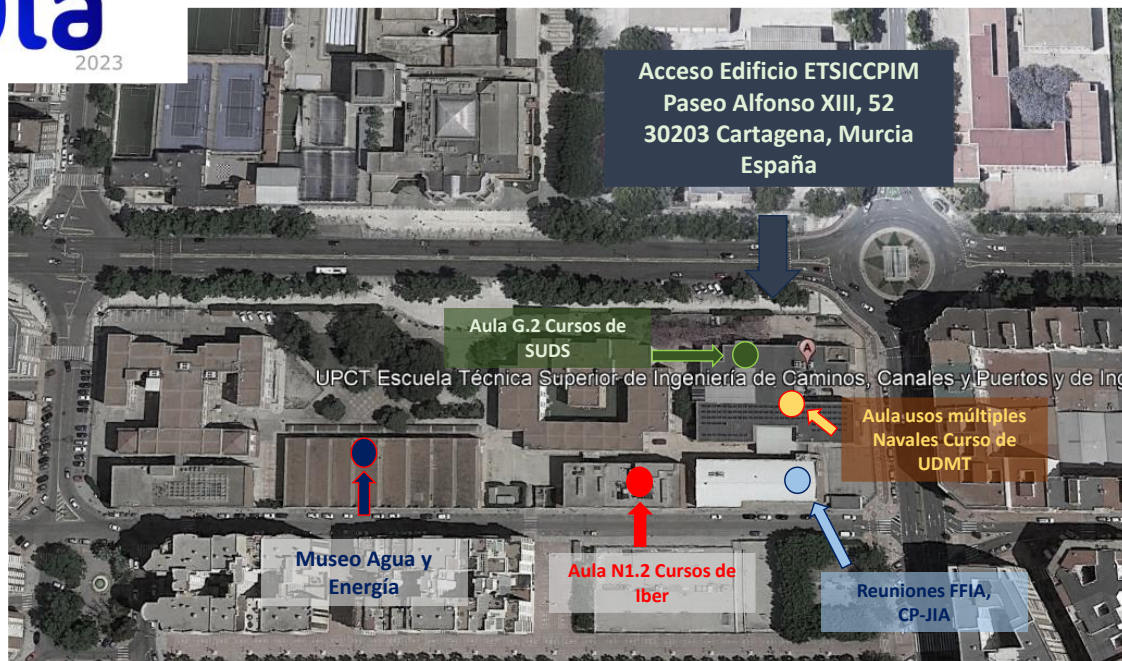 2023
Acceso Edificio ETSICCPIM
Paseo Alfonso XIII, 52
30203 Cartagena, Murcia
España
Aula G.2 Cursos de
SUDS
A
UPCT Escuela Técnica Superior de Ingeniería de Caminos, Canales y Puertos y de Ing
Aula usos múltiples
Navales Curso de
UDMT
Museo Agua y
Energía
Aula N1.2 Cursos de
Iber
Reuniones FFIA,
CP-JIA